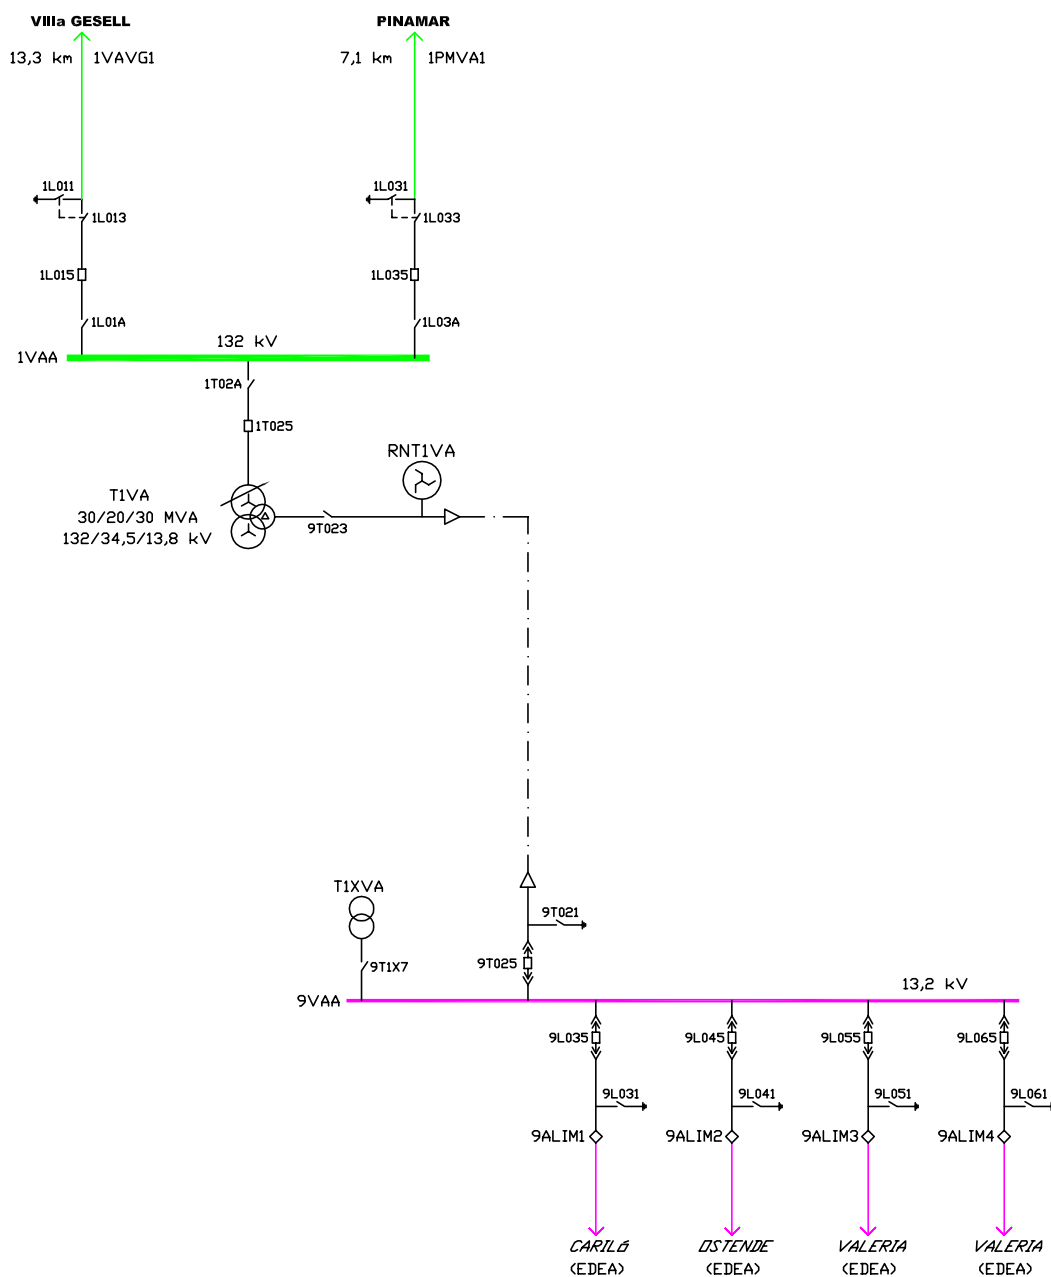 VIIIa GESELL
PINAMAR
13,3 km 1VAVG1
7,1 km 1PMVA1
1L011
1L031
1L013
1L033
1L015
1L035
1L01A
1L03A
132 kV
1VAA
1T02A
1T025
RNT1VA
T1VA
30/20/30 MVA
132/34,5/13,8 kV
9T023
T1XVA
9T021
9T025
9T1X7
9VAA
13,2 kV
9L035
9L045
9L055
9L065
9L031
9L041
9L051
9L061
9ALIM1
9ALIM2
9ALIM3
9ALIM4
CARILó
OSTENDE
VALERIA
VALERIA
(EDEA)
(EDEA)
(EDEA)
(EDEA)